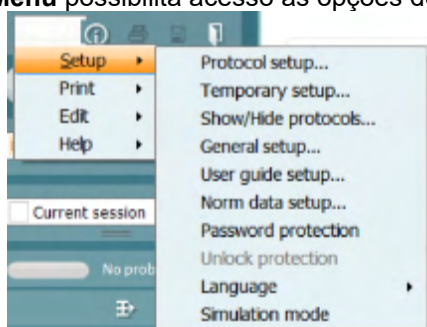 Menu possibilita acesso às opções de
Setup
Print
Edit
Help
Protocol setup...
Temporary setup...
Show/Hide protocols...
General setup...
User guide setup...
Norm data setup...
Password protection
Unlock protection
Language
Simulation mode
Current session
No prob